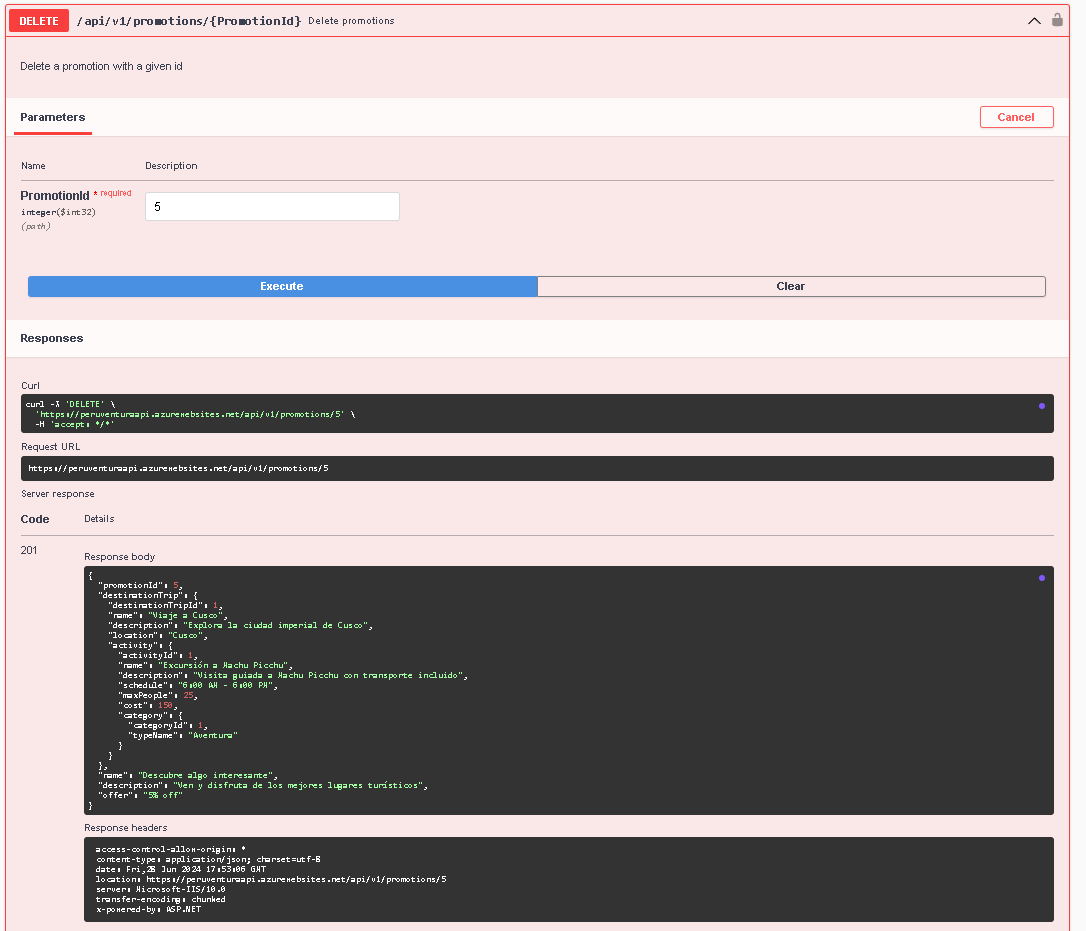 DELETE /api/v1/promotions/{PromotionId} Delete promotions
Delete a promotion with a given id
Parameters
Cancel
Name Description
PromotionId * required
integer($int32)
(path)
5
Execute Clear
Responses
Curl
curl -X 'DELETE' \
'https://peruventuraapi.azurewebsites.net/api/v1/promotions/5' \
-H 'accept: */*'
Request URL
https://peruventuraapi.azurewebsites.net/api/v1/promotions/5
Server response
Code Details
201
Response body
{
"promotionId": 5,
"destinationTrip": {
"destinationTripId": 1,
"name": "Viaje a Cusco",
"description": "Explora la ciudad imperial de Cusco",
"location": "Cusco",
"activity": {
"activityId": 1,
"name": "Excursión a Machu Picchu",
"description": "Visita guiada a Machu Picchu con transporte incluido",
"schedule": "6:00 AM - 6:00 PM",
"maxPeople": 25,
"cost": 150,
"category": {
"categoryId": 1,
"typeName": "Aventura"
}
}
},
"name": "Descubre algo interesante",
"description": "Ven y disfruta de los mejores lugares turísticos",
"offer": "5% off"
}
Response headers
access-control-allow-origin: *
content-type: application/json; charset=utf-8
date: Fri,28 Jun 2024 17:53:06 GMT
location: https://peruventuraapi.azurewebsites.net/api/v1/promotions/5
server: Microsoft-IIS/10.0
transfer-encoding: chunked
x-powered-by: ASP.NET